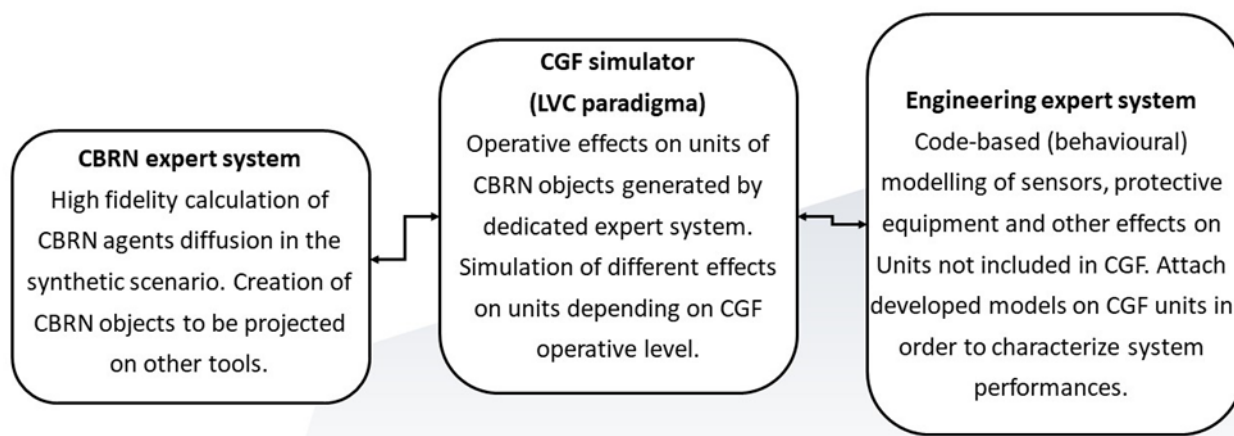 CBRN expert system
High fidelity calculation of
CBRN agents diffusion in the
synthetic scenario. Creation of
CBRN objects to be projected
on other tools.
CGF simulator
(LVC paradigma)
Operative effects on units of
CBRN objects generated by
dedicated expert system.
Simulation of different effects
on units depending on CGF
operative level.
Engineering expert system
Code-based (behavioural)
modelling of sensors, protective
equipment and other effects on
Units not included in CGF. Attach
developed models on CGF units in
order to characterize system
performances.